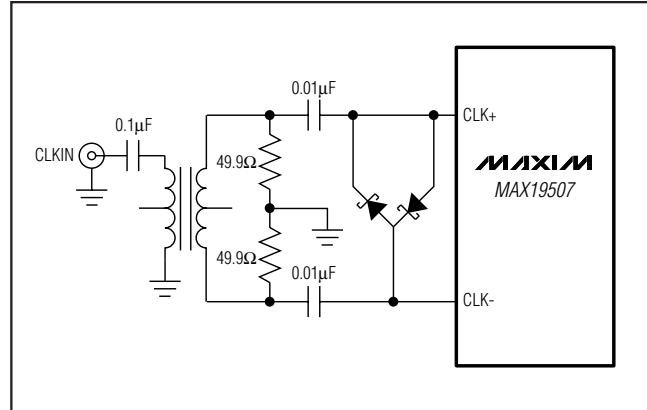 0.01μF
0.1μF
CLKIN
CLK+
49.9Ω
MAXIM
MAX19507
49.9Ω
0.01μF
CLK-